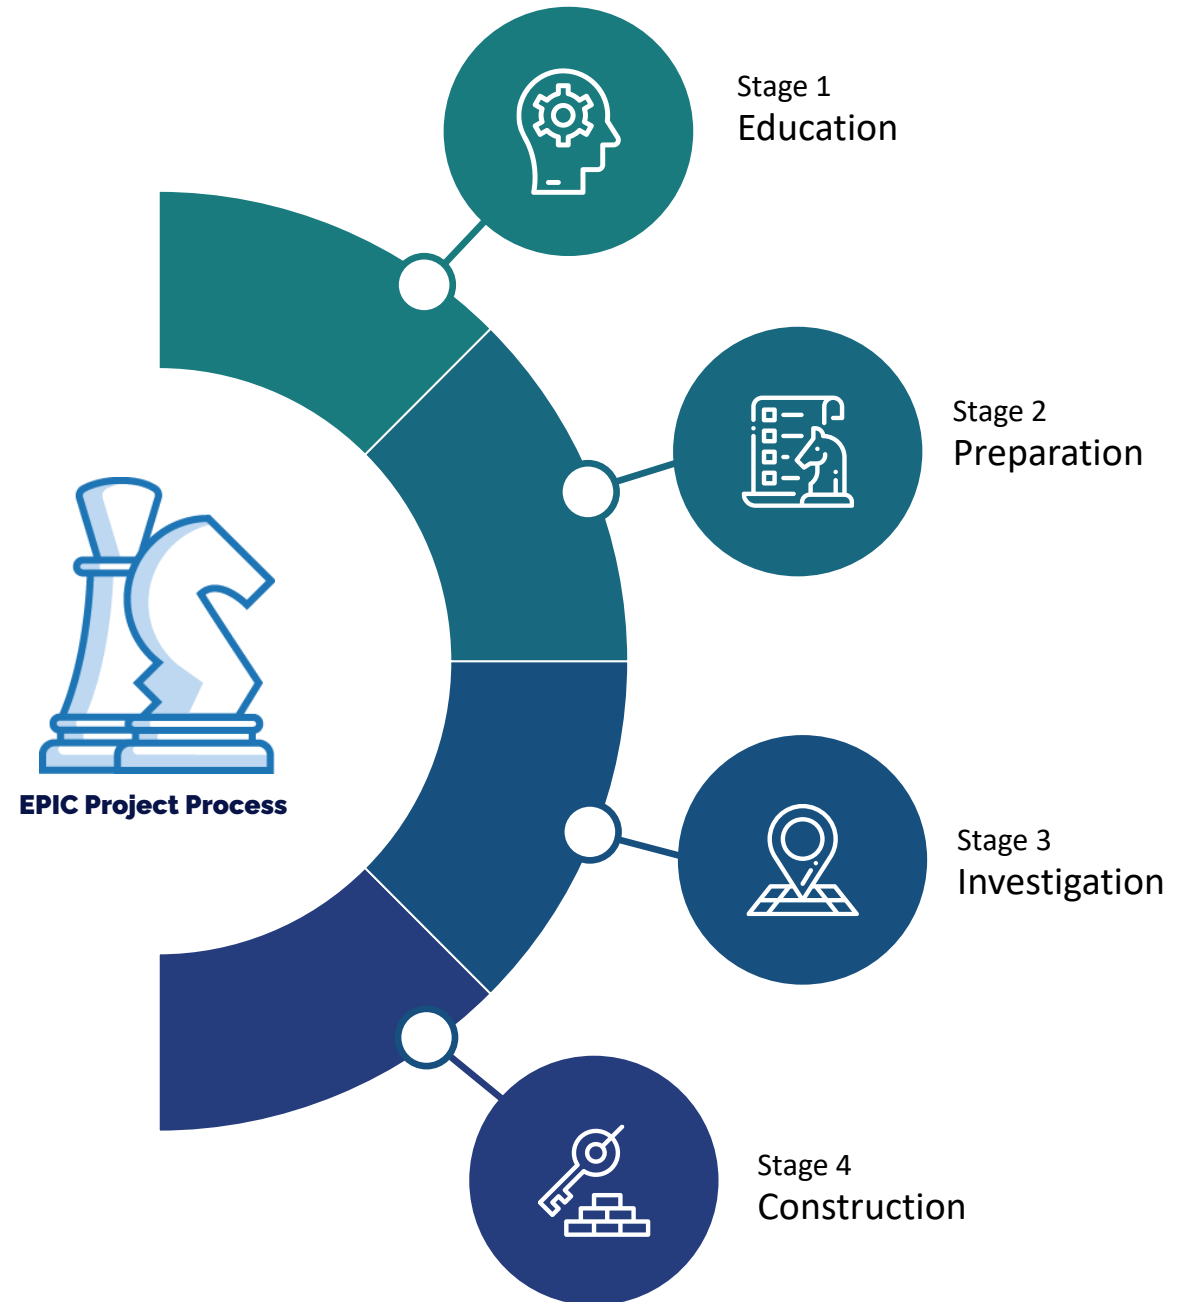 Stage 1
Education
Stage 2
Preparation
EPIC Project Process
Stage 3
Investigation
Stage 4
Construction